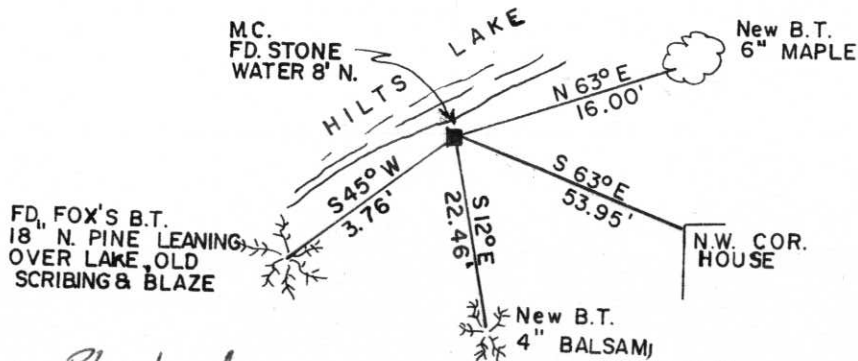 M.C.
FD. STONE
WATER 8' N.
HILTS LAKE
New B.T.
6" MAPLE
N 63° E
16.00'
S 45° W
3.76'
S 12° E
22.46'
S 63° E
53.95'
FD. FOX'S B.T.
18" N. PINE LEANING
OVER LAKE, OLD
SCRIBING & BLAZE
N.W. COR.
HOUSE
New B.T.
4" BALSAM